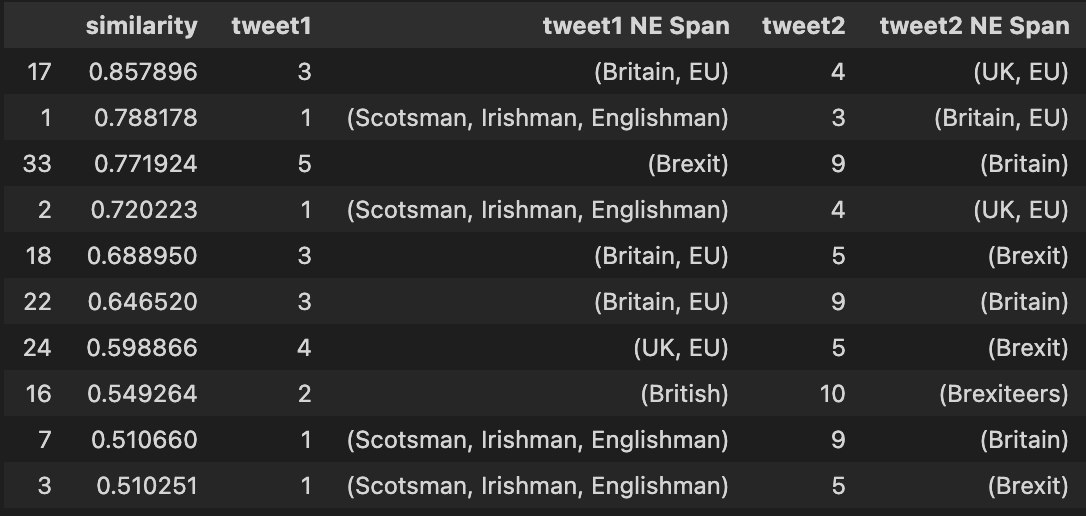 similarity tweet1 tweet1 NE Span tweet2 tweet2 NE Span
17 0.857896 3 (Britain, EU) 4 (UK, EU)
1 0.788178 1 (Scotsman, Irishman, Englishman) 3 (Britain, EU)
33 0.771924 5 (Brexit) 9 (Britain)
2 0.720223 1 (Scotsman, Irishman, Englishman) 4 (UK, EU)
18 0.688950 3 (Britain, EU) 5 (Brexit)
22 0.646520 3 (Britain, EU) 9 (Britain)
24 0.598866 4 (UK, EU) 5 (Brexit)
16 0.549264 2 (British) 10 (Brexiteers)
7 0.510660 1 (Scotsman, Irishman, Englishman) 9 (Britain)
3 0.510251 1 (Scotsman, Irishman, Englishman) 5 (Brexit)